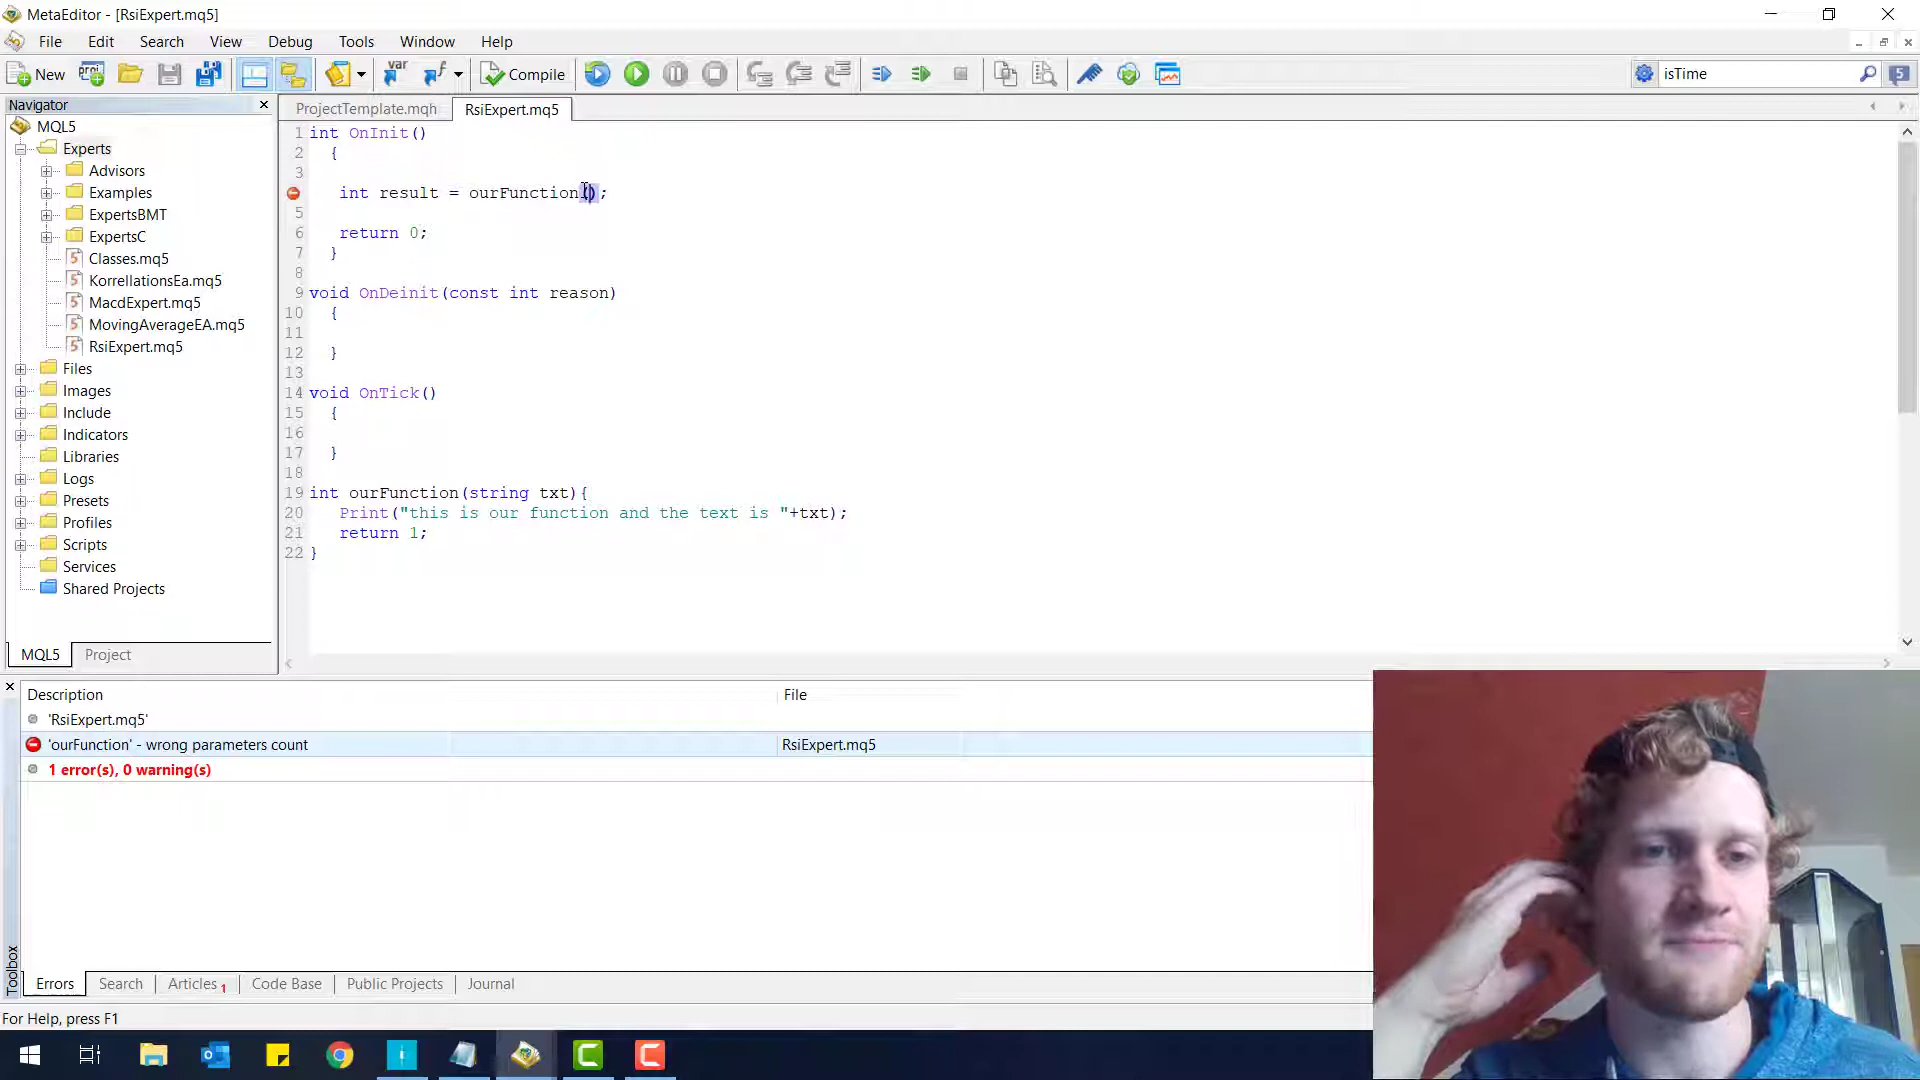 MetaEditor - [RsiExpert.mq5]
File Edit Search View Debug Tools Window Help
New Compile isTime 5
Navigator
ProjectTemplate.mqh RsiExpert.mq5
MQL5
Experts
Advisors
Examples
ExpertsBMT
ExpertsC
Classes.mq5
KorrellationsEa.mq5
MacdExpert.mq5
MovingAverageEA.mq5
RsiExpert.mq5
Files
Images
Include
Indicators
Libraries
Logs
Presets
Profiles
Scripts
Services
Shared Projects
MQL5 Project
1 int OnInit()
2 {
3
int result = ourFunction();
5
6 return 0;
7 }
8
9 void OnDeinit(const int reason)
10 {
11
12 }
13
14 void OnTick()
15 {
16
17 }
18
19 int ourFunction(string txt){
20 Print("this is our function and the text is "+txt);
21 return 1;
22 }
Description File
'RsiExpert.mq5'
'ourFunction' - wrong parameters count RsiExpert.mq5
1 error(s), 0 warning(s)
Toolbox
Errors Search Articles 1 Code Base Public Projects Journal
For Help, press F1